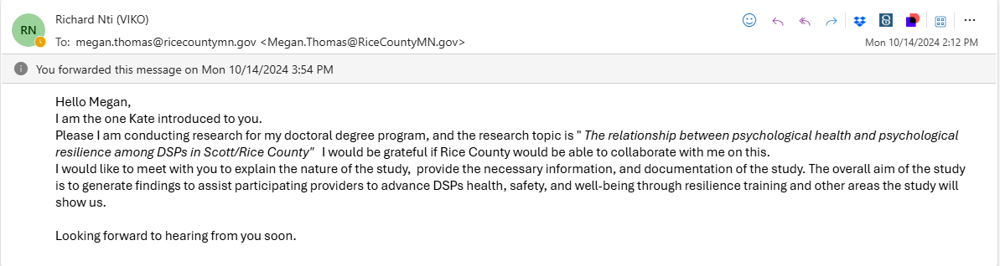 RN
Richard Nti (VIKO)
To: megan.thomas@ricecountymn.gov <Megan.Thomas@RiceCountyMN.gov>
Mon 10/14/2024 2:12 PM
You forwarded this message on Mon 10/14/2024 3:54 PM
Hello Megan,
I am the one Kate introduced to you.
Please I am conducting research for my doctoral degree program, and the research topic is " The relationship between psychological health and psychological
resilience among DSPs in Scott/Rice County" I would be grateful if Rice County would be able to collaborate with me on this.
I would like to meet with you to explain the nature of the study, provide the necessary information, and documentation of the study. The overall aim of the study
is to generate findings to assist participating providers to advance DSPs health, safety, and well-being through resilience training and other areas the study will
show us.
Looking forward to hearing from you soon.